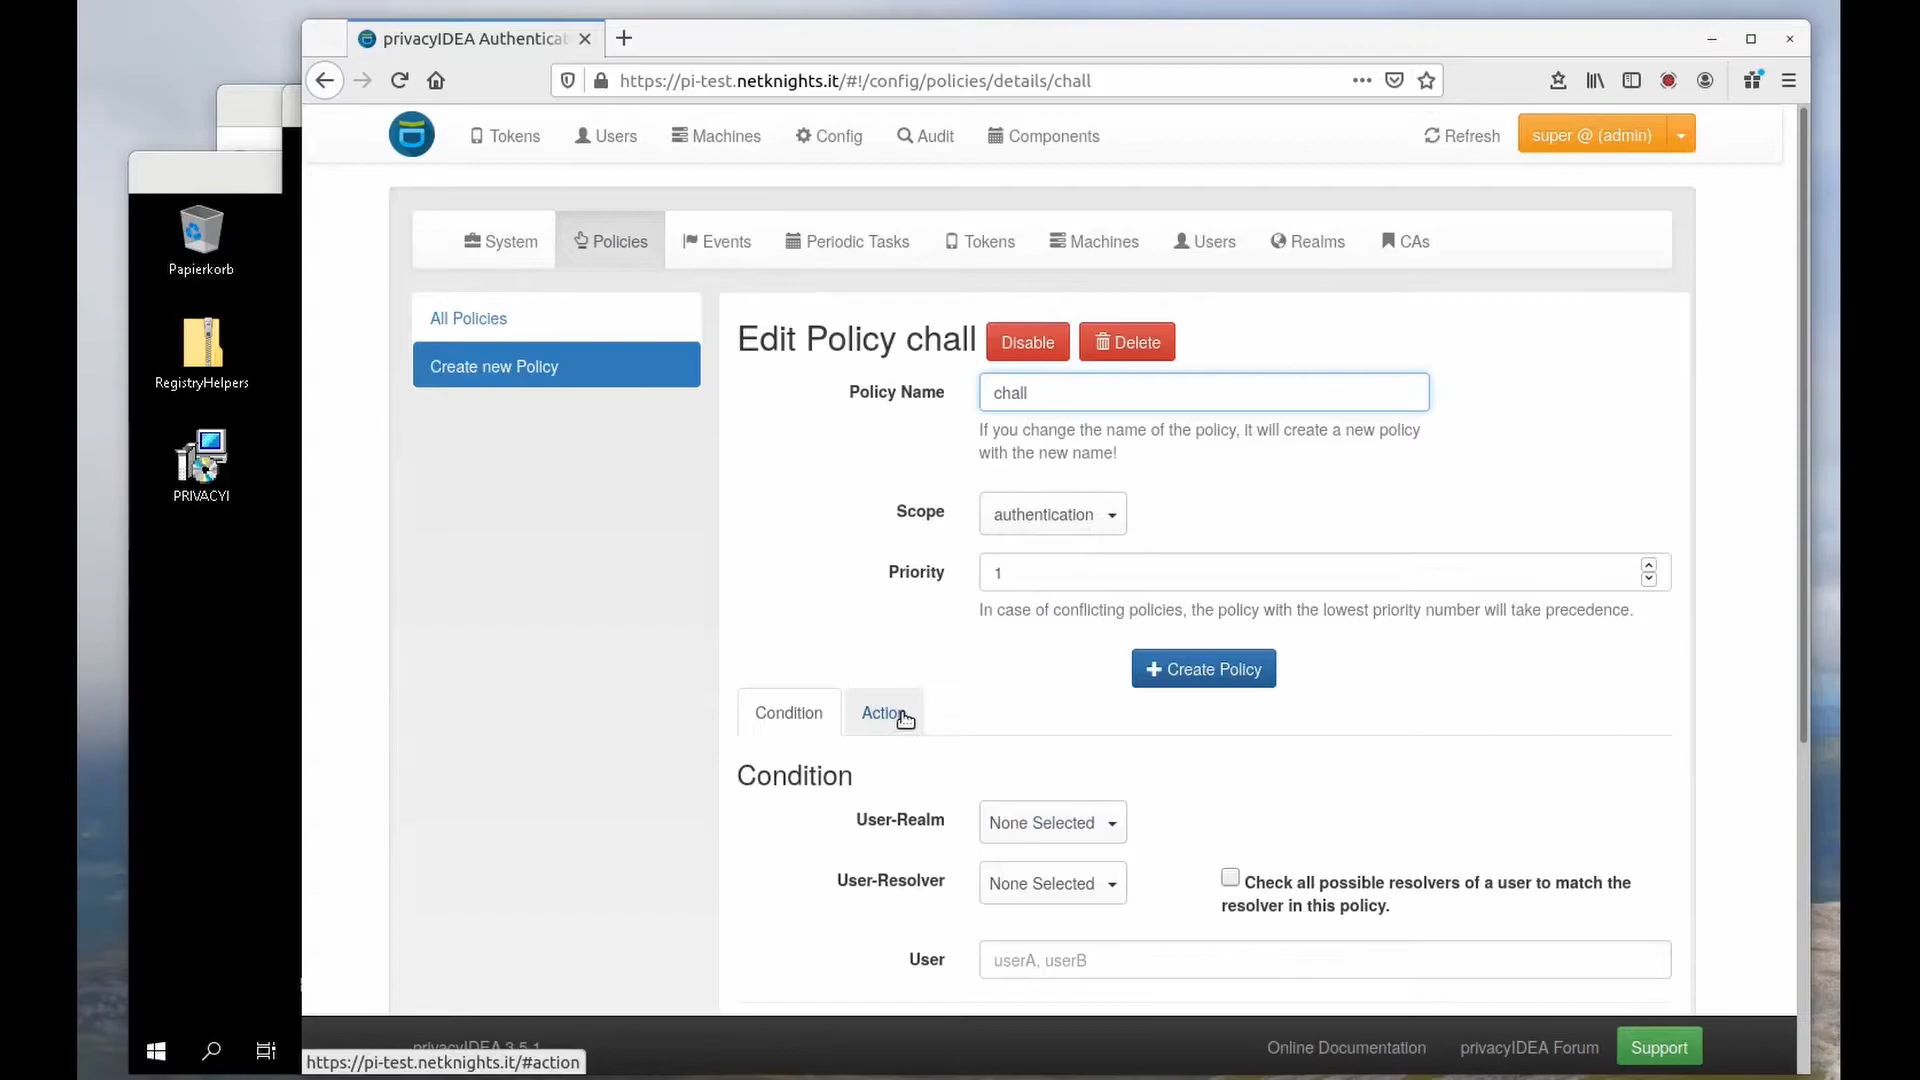 privacyIDEA Authenticat
https://pi-test.netknights.it/#!/config/policies/details/chall
Tokens
Users
Machines
Config
Audit
Components
Refresh
super @ (admin)
System
Policies
Events
Periodic Tasks
Tokens
Machines
Users
Realms
CAs
Papierkorb
RegistryHelpers
PRIVACYI
All Policies
Create new Policy
Edit Policy chall
Disable
Delete
Policy Name
chall
If you change the name of the policy, it will create a new policy
with the new name!
Scope
authentication
Priority
1
In case of conflicting policies, the policy with the lowest priority number will take precedence.
Create Policy
Condition
Action
Condition
User-Realm
None Selected
User-Resolver
None Selected
Check all possible resolvers of a user to match the
resolver in this policy.
User
userA, userB
privacyIDEA 3.5.1
Online Documentation
privacyIDEA Forum
Support
https://pi-test.netknights.it/#action